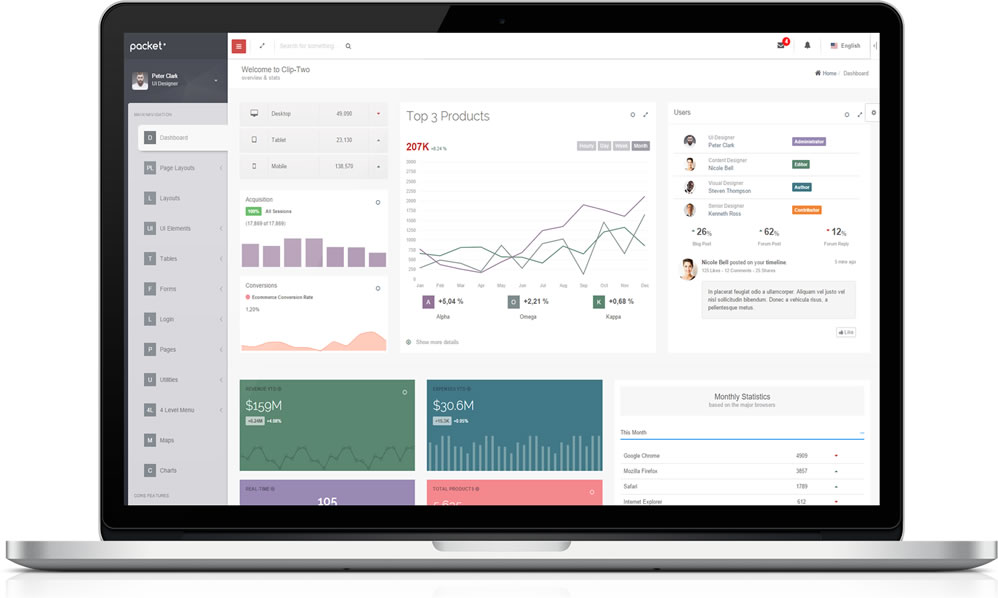 packet
Search for something
4
English
Peter Clark
UI Designer
Welcome to Clip-Two
overview & stats
Home / Dashboard
MAIN NAVIGATION
D Dashboard
PL Page Layouts
L Layouts
UI UI Elements
T Tables
F Forms
L Login
P Pages
U Utilities
4L 4 Level Menu
M Maps
C Charts
CORE FEATURES
Desktop 49,000
Tablet 23,130
Mobile
Acquisition
100% All Sessions
(17.869 of 17.869)
Conversions
Ecommerce Conversion Rate
1,20%
Top 3 Products
207K +8,24 %
Hourly Day Week Month
3000
2750
2500
2250
2000
1750
1500
1250
1000
750
500
250
0
Jan Feb Mar Apr May Jun Jul Aug Sep Oct Nov Dec
A +5,04 % O +2,21 % K +0,68 %
Alpha Omega Kappa
Show more details
Users
UI Designer
Peter Clark Administrator
Content Designer
Nicole Bell Editor
Visual Designer
Steven Thompson Author
Senior Designer
Kenneth Ross Contributor
26% 62% 12%
Blog Post Forum Post Forum Reply
Nicole Bell posted on your timeline. 5 mins ago
125 Likes - 12 Comments - 25 Shares
In placerat feugiat odio a ullamcorper. Aliquam vel justo vel
nisi sollicitudin bibendum. Donec a vehicula risus, a
pellentesque metus.
Like
REVENUE YTD
$159M
+0.24M +4.98%
EXPENSES YTD
$30.6M
+0.95%
REAL-TIME
105
TOTAL PRODUCTS
5,635
Monthly Statistics
based on the major browsers
This Month
Google Chrome 4909
Mozilla Firefox 3857
Safari 1789
Internet Explorer 612